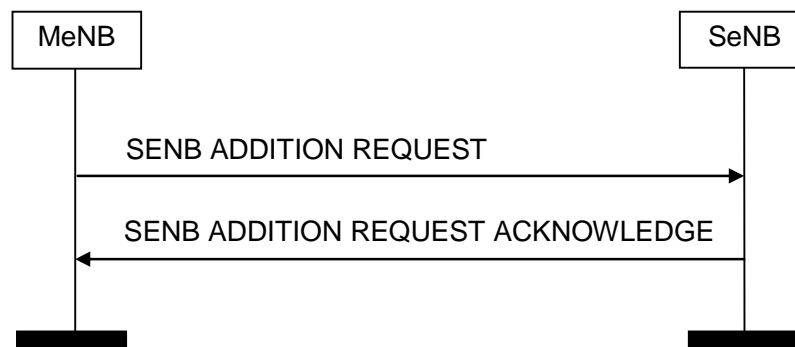 MeNB
SeNB
SENB ADDITION REQUEST
SENB ADDITION REQUEST ACKNOWLEDGE